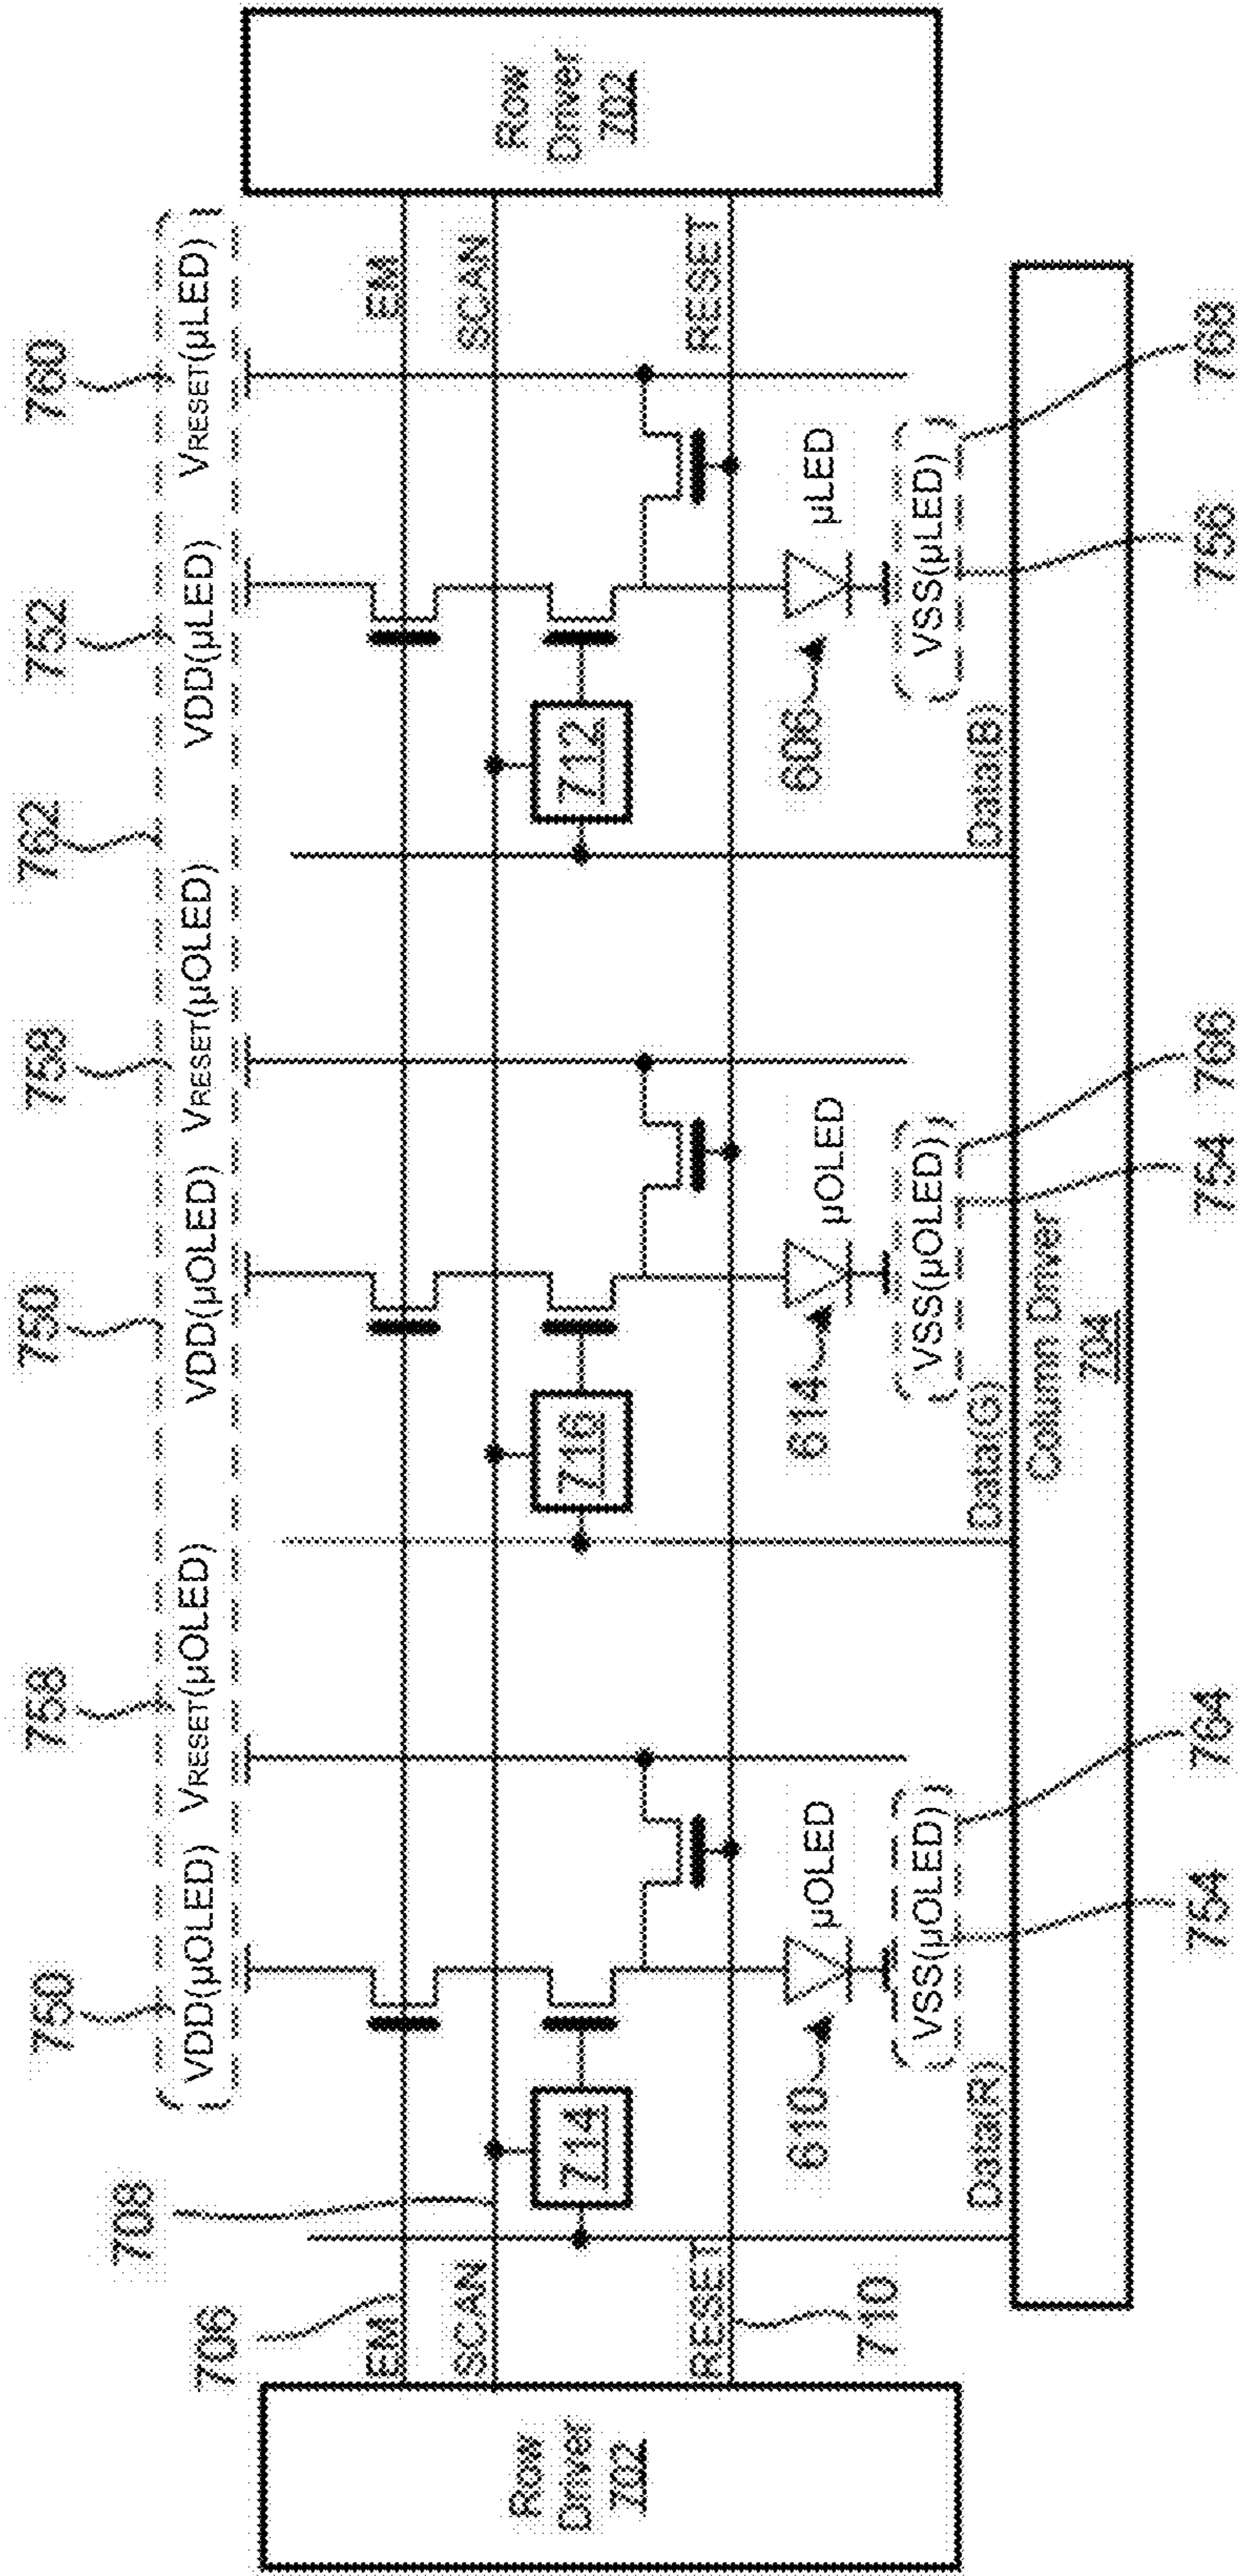 750 758 750 758 762 752 760
VDD(μOLED) VRESET(μOLED) VDD(μOLED) VRESET(μOLED) VDD(μLED) VRESET(μLED)
708
706
EM
EM
SCAN
SCAN
Row
Driver
702
Row
Driver
702
714
716
712
RESET
RESET
710
610
μOLED
614
μOLED
606
μLED
VSS(μOLED)
VSS(μOLED)
VSS(μLED)
Data(R)
Data(G)
Data(B)
Column Driver
704
754 764 754 766 756 768